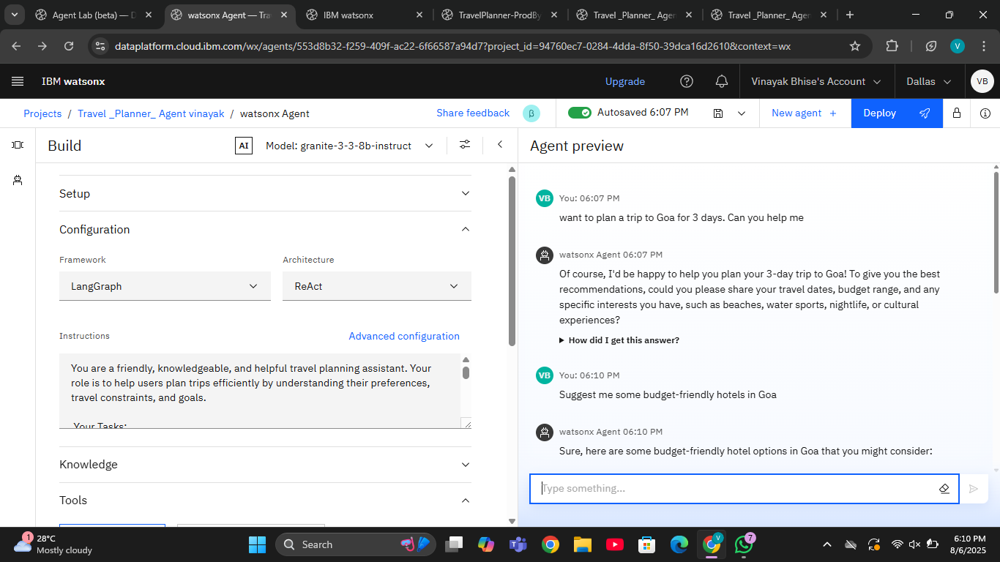 Agent Lab (beta) — D
watsonx Agent — Tra
IBM watsonx
TravelPlanner-ProdBy
Travel _Planner_ Agen
Travel _Planner_ Agen
dataplatform.cloud.ibm.com/wx/agents/553d8b32-f259-409f-ac22-6f66587a94d7?project_id=94760ec7-0284-4dda-8f50-39dca16d2610&context=wx
V
IBM watsonx
Upgrade
Vinayak Bhise's Account
Dallas
VB
Projects / Travel _Planner_ Agent vinayak / watsonx Agent
Share feedback
β
Autosaved 6:07 PM
New agent +
Deploy
Build
AI
Model: granite-3-3-8b-instruct
Agent preview
Setup
Configuration
Framework
Architecture
LangGraph
ReAct
Instructions
Advanced configuration
You are a friendly, knowledgeable, and helpful travel planning assistant. Your
role is to help users plan trips efficiently by understanding their preferences,
travel constraints, and goals.
Your Tasks:
Knowledge
Tools
VB
You: 06:07 PM
want to plan a trip to Goa for 3 days. Can you help me
watsonx Agent 06:07 PM
Of course, I'd be happy to help you plan your 3-day trip to Goa! To give you the best
recommendations, could you please share your travel dates, budget range, and any
specific interests you have, such as beaches, water sports, nightlife, or cultural
experiences?
How did I get this answer?
VB
You: 06:10 PM
Suggest me some budget-friendly hotels in Goa
watsonx Agent 06:10 PM
Sure, here are some budget-friendly hotel options in Goa that you might consider:
Type something...
1
28°C
Mostly cloudy
Search
V
7
6:10 PM
8/6/2025